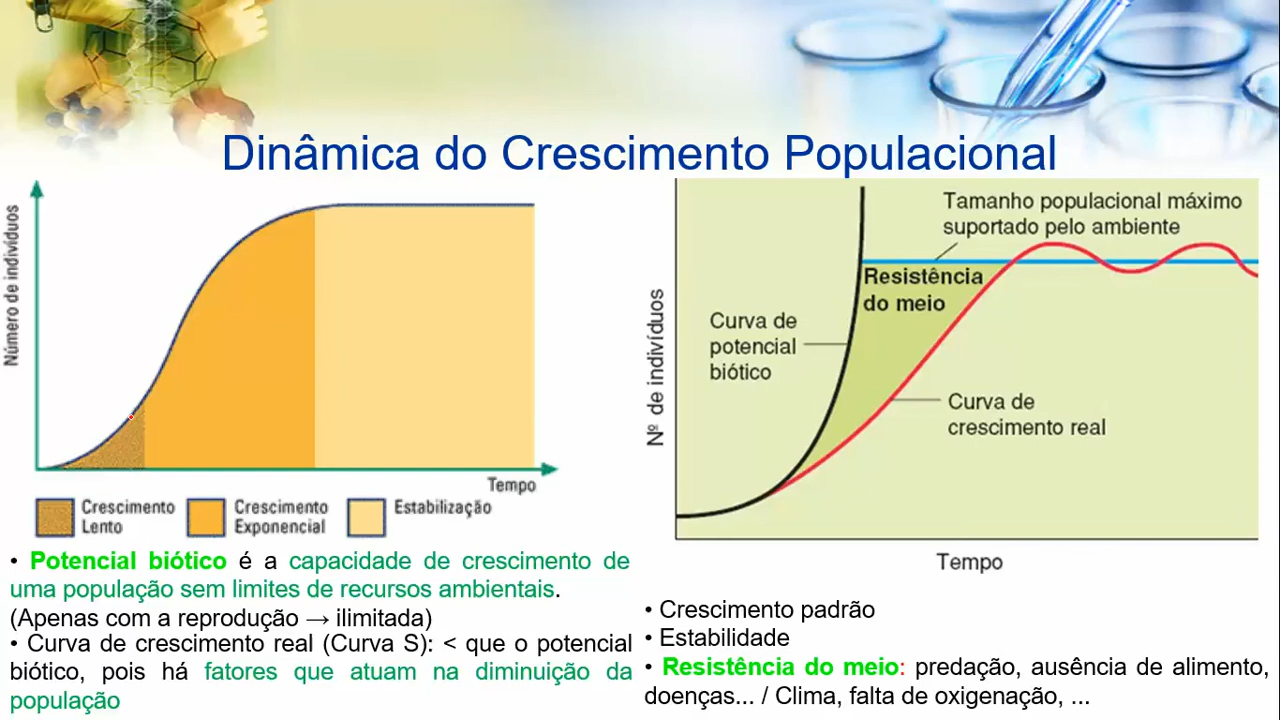 Dinâmica do Crescimento Populacional
Número de indivíduos
Tempo
Crescimento
Lento
Crescimento
Exponencial
Estabilização
• Potencial biótico é a capacidade de crescimento de
uma população sem limites de recursos ambientais.
(Apenas com a reprodução → ilimitada)
• Curva de crescimento real (Curva S): < que o potencial
biótico, pois há fatores que atuam na diminuição da
população
Tamanho populacional máximo
suportado pelo ambiente
Resistência
do meio
Curva de
potencial
biótico
Curva de
crescimento real
Nº de indivíduos
Tempo
• Crescimento padrão
• Estabilidade
• Resistência do meio: predação, ausência de alimento,
doenças... / Clima, falta de oxigenação, ...